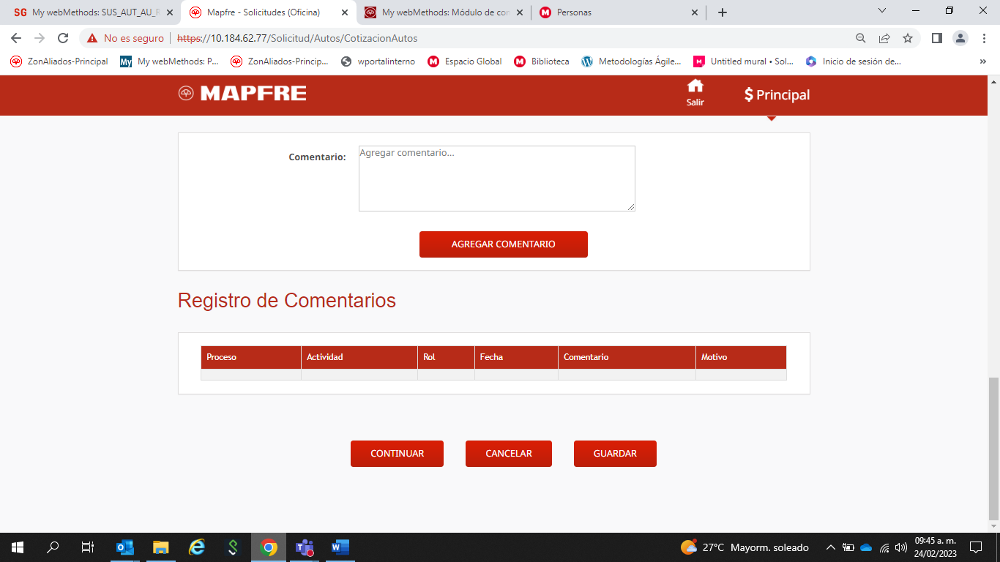 SG My webMethods: SUS_AUT_AU_R
Mapfre - Solicitudes (Oficina)
My webMethods: Módulo de con
Personas
No es seguro https://10.184.62.77/Solicitud/Autos/CotizacionAutos
ZonAliados-Principal
My My webMethods: P...
ZonAliados-Princip...
wportalinterno
M Espacio Global
M Biblioteca
Metodologías Ágile...
Untitled mural • Sol...
Inicio de sesión de...
MAPFRE
Salir
$ Principal
Comentario:
Agregar comentario...
AGREGAR COMENTARIO
Registro de Comentarios
Proceso Actividad Rol Fecha Comentario Motivo
CONTINUAR CANCELAR GUARDAR
27°C Mayorm. soleado
09:45 a. m.
24/02/2023